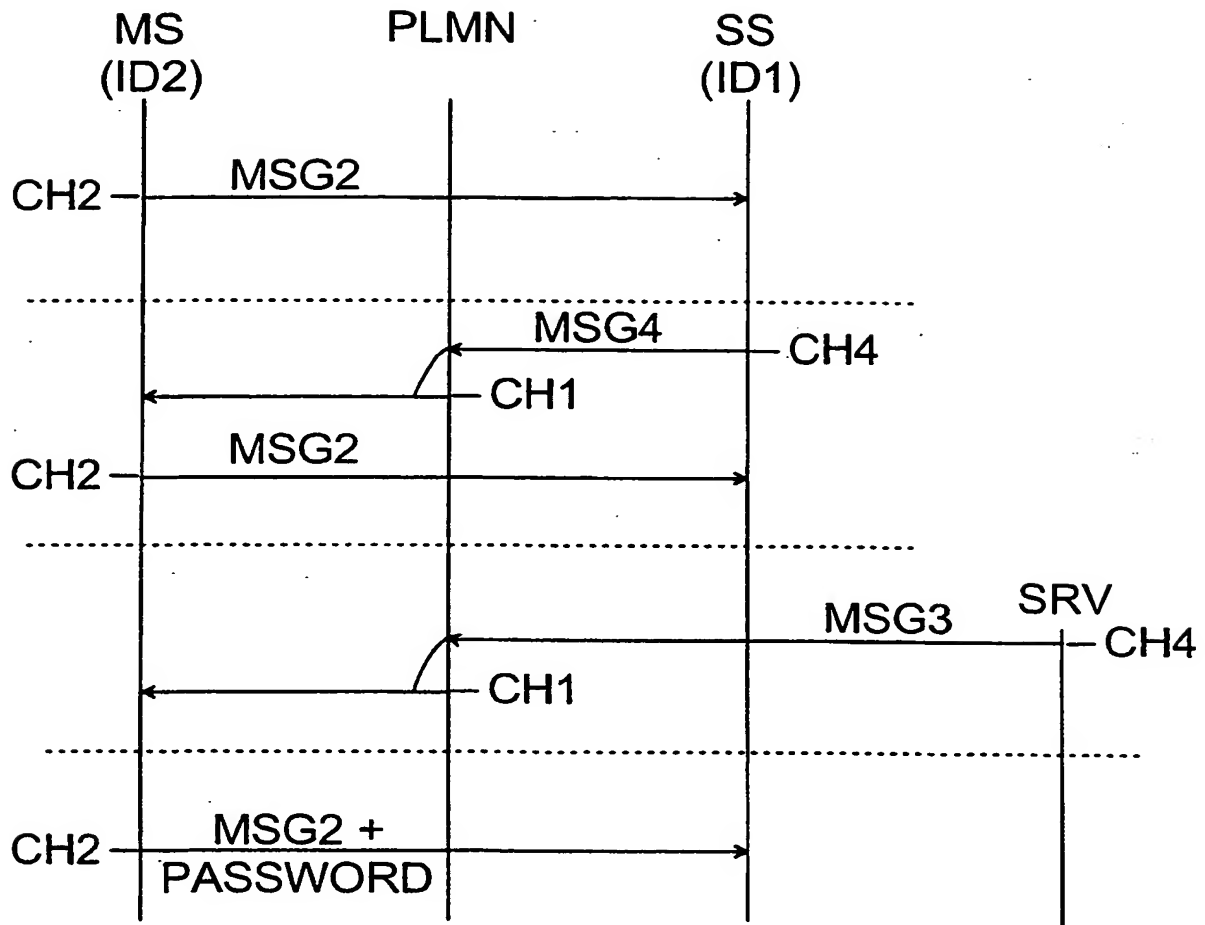 MS
(ID2)
PLMN
SS
(ID1)
CH2
MSG2
MSG4
CH4
CH1
CH2
MSG2
SRV
MSG3
CH4
CH1
CH2
MSG2 +
PASSWORD